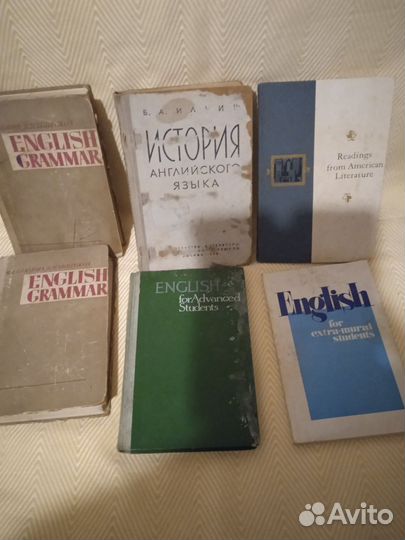 ENGLISH
GRAMMAR
Б. А. ИЛЬИШ
ИСТОРИЯ
АНГЛИЙСКОГО
ЯЗЫКА
Readings
from American
Literature
ENGLISH
GRAMMAR
ENGLISH
for Advanced
Students
English
for
extra-mural
students
Avito